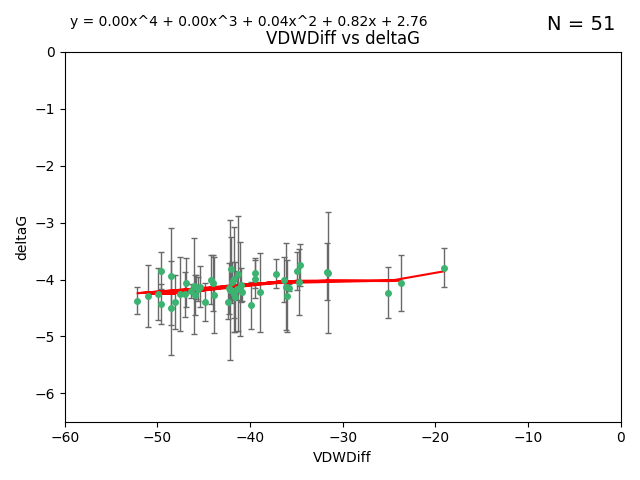 y = 0.00x^4 + 0.00x^3 + 0.04x^2 + 0.82x + 2.76
N = 51
VDWDiff vs deltaG
deltaG
0
−1
−2
−3
−4
−5
−6
−60 −50 −40 −30 −20 −10 0
VDWDiff